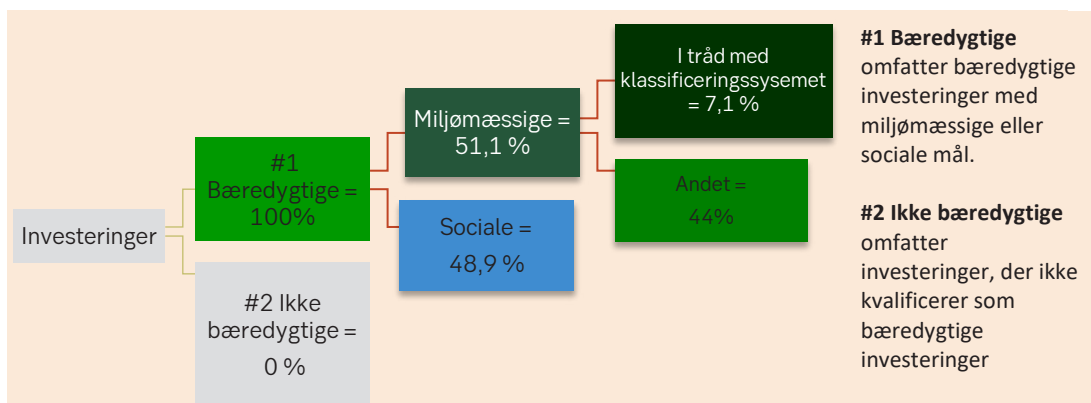 Investeringer
#1
Bæredygtige =
100%
#2 Ikke
bæredygtige =
0 %
Miljømæssige =
51,1 %
Sociale =
48,9 %
I tråd med
klassificeringssysemet
= 7,1 %
Andet =
44%
#1 Bæredygtige
omfatter bæredygtige
investeringer med
miljømæssige eller
sociale mål.
#2 Ikke bæredygtige
omfatter
investeringer, der ikke
kvalificerer som
bæredygtige
investeringer